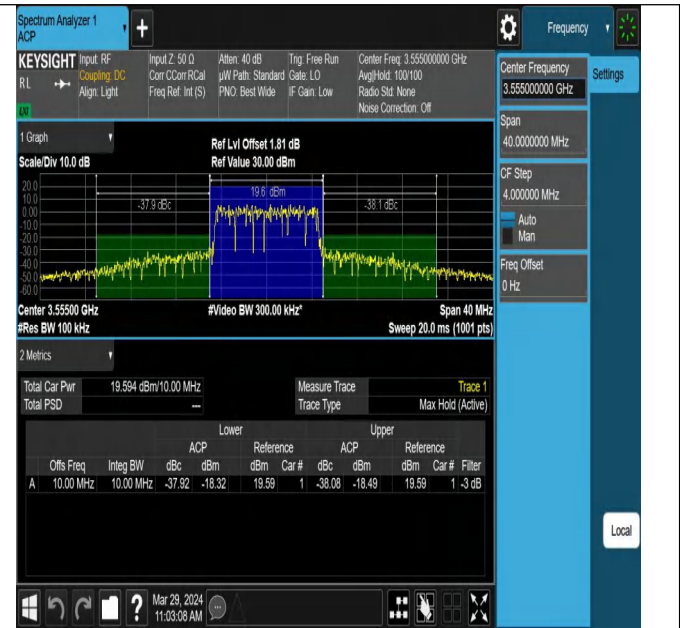 Spectrum Analyzer 1
ACP
+
Frequency
KEYSIGHT
RL
Input: RF
Coupling: DC
Align: Light
Input Z: 50 Ω
Corr CCorr RCal
Freq Ref: Int (S)
Atten: 40 dB
µW Path: Standard
PNO: Best Wide
Trig: Free Run
Gate: LO
IF Gain: Low
Center Freq: 3.555000000 GHz
Avg|Hold: 100/100
Radio Std: None
Noise Correction: Off
Center Frequency
3.555000000 GHz
Settings
Span
40.0000000 MHz
CF Step
4.000000 MHz
Auto
Man
Freq Offset
0 Hz
1 Graph
Scale/Div 10.0 dB
Ref Lvl Offset 1.81 dB
Ref Value 30.00 dBm
20.0
10.0
0.00
-10.0
-20.0
-30.0
-40.0
-50.0
-60.0
-37.9 dBc
19.6 dBm
-38.1 dBc
Center 3.55500 GHz
#Video BW 300.00 kHz*
Span 40 MHz
#Res BW 100 kHz
Sweep 20.0 ms (1001 pts)
2 Metrics
Total Car Pwr 19.594 dBm/10.00 MHz
Total PSD ---
Measure Trace Trace 1
Trace Type Max Hold (Active)
Lower Upper
ACP Reference ACP Reference
Offs Freq Integ BW dBc dBm dBm Car # dBc dBm dBm Car # Filter
A 10.00 MHz 10.00 MHz -37.92 -18.32 19.59 1 -38.08 -18.49 19.59 1 -3 dB
Local
?
Mar 29, 2024
11:03:08 AM